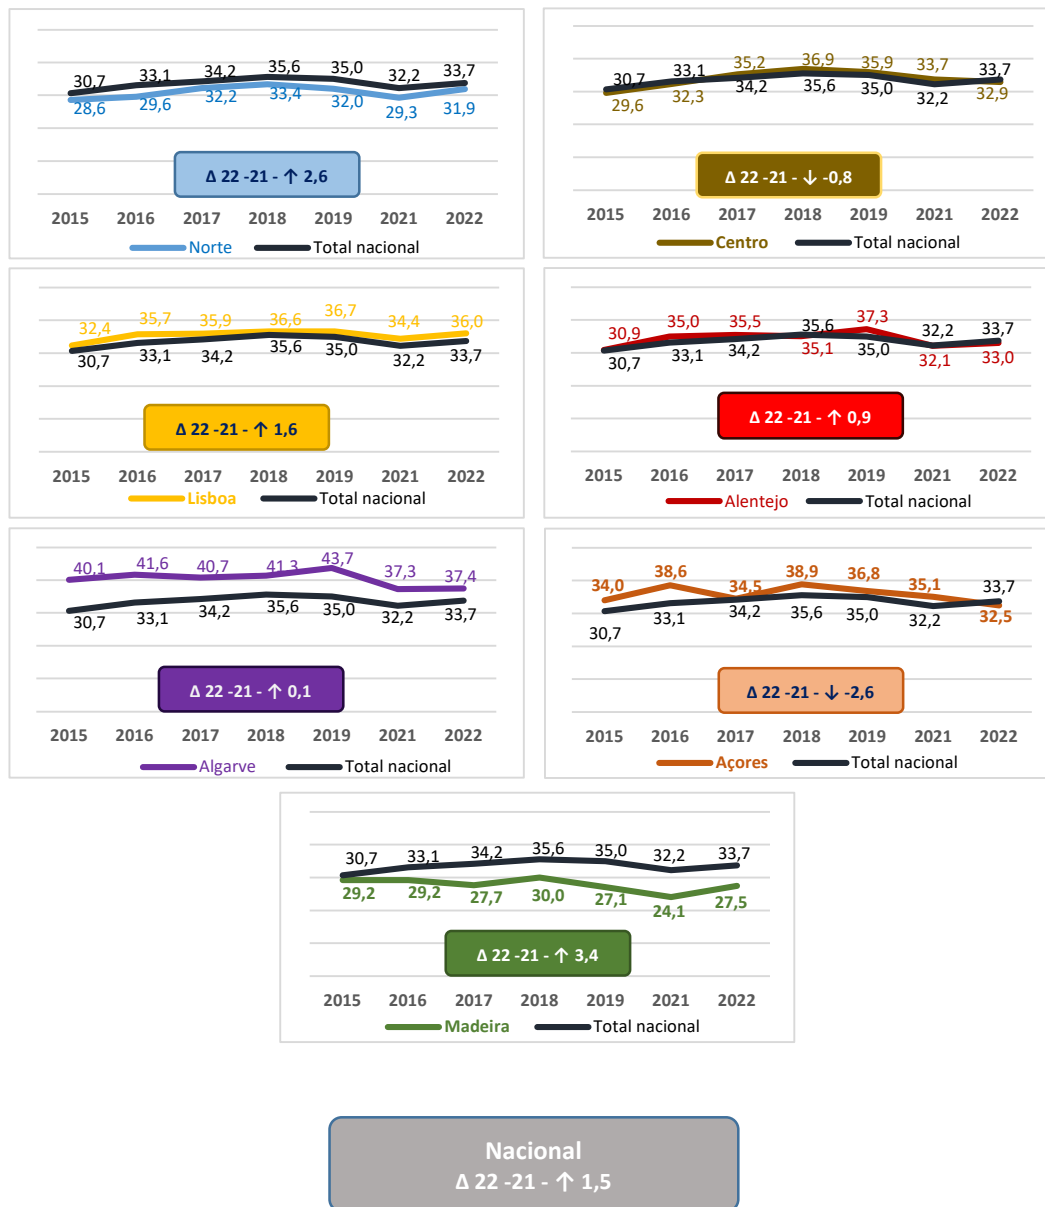 30,7 33,1 34,2 35,6 35,0 32,2 33,7
28,6 29,6 32,2 33,4 32,0 29,3 31,9
Δ 22 -21 - ↑ 2,6
2015 2016 2017 2018 2019 2021 2022
Norte Total nacional
35,2 36,9 35,9 33,7
30,7 33,1 33,7
29,6 32,3 34,2 35,6 35,0 32,2 32,9
Δ 22 -21 - ↓ -0,8
2015 2016 2017 2018 2019 2021 2022
Centro Total nacional
32,4 35,7 35,9 36,6 36,7 34,4 36,0
30,7 33,1 34,2 35,6 35,0 32,2 33,7
Δ 22 -21 - ↑ 1,6
2015 2016 2017 2018 2019 2021 2022
Lisboa Total nacional
30,9 35,0 35,5 35,6 37,3 32,2 33,7
30,7 33,1 34,2 35,1 35,0 32,1 33,0
Δ 22 -21 - ↑ 0,9
2015 2016 2017 2018 2019 2021 2022
Alentejo Total nacional
40,1 41,6 40,7 41,3 43,7 37,3 37,4
30,7 33,1 34,2 35,6 35,0 32,2 33,7
Δ 22 -21 - ↑ 0,1
2015 2016 2017 2018 2019 2021 2022
Algarve Total nacional
34,0 38,6 34,5 38,9 36,8 35,1 33,7
30,7 33,1 34,2 35,6 35,0 32,2 32,5
Δ 22 -21 - ↓ -2,6
2015 2016 2017 2018 2019 2021 2022
Açores Total nacional
30,7 33,1 34,2 35,6 35,0 32,2 33,7
29,2 29,2 27,7 30,0 27,1 24,1 27,5
Δ 22 -21 - ↑ 3,4
2015 2016 2017 2018 2019 2021 2022
Madeira Total nacional
Nacional
Δ 22 -21 - ↑ 1,5